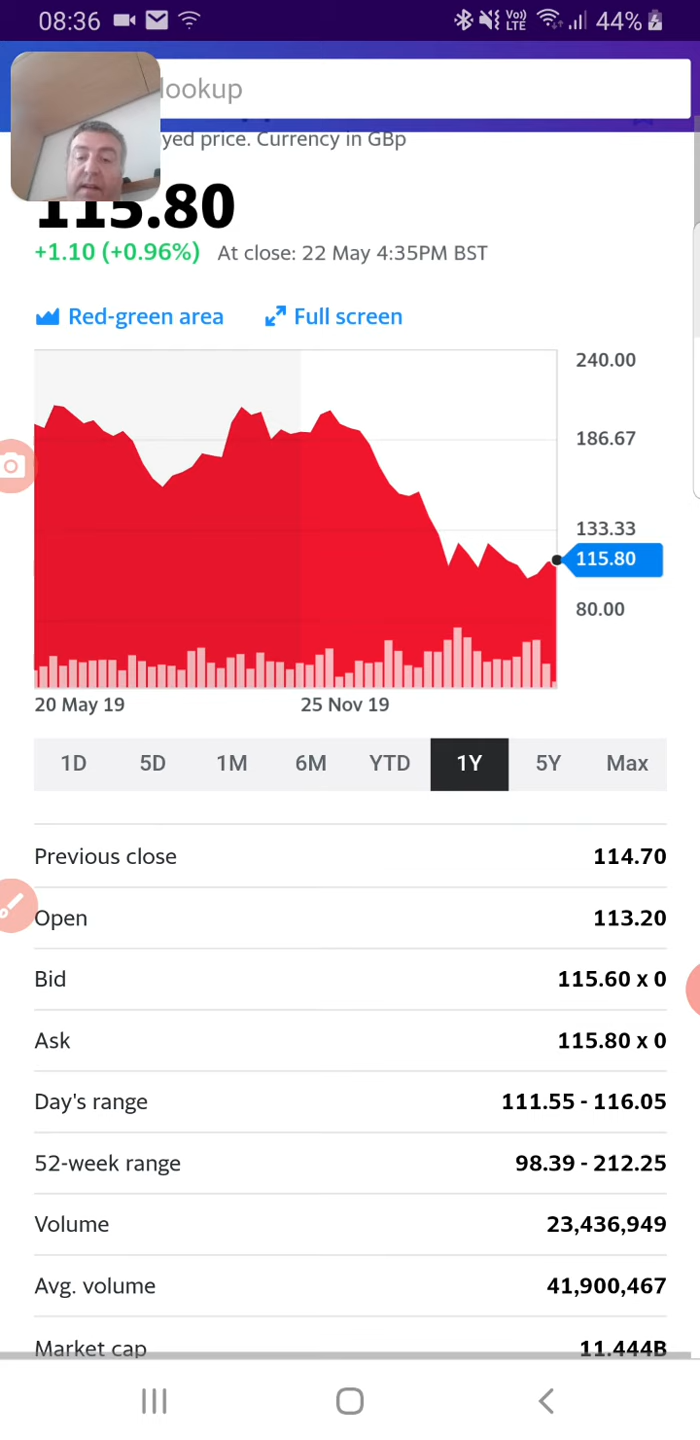 08:36 Vo) LTE 44%
lookup
yed price. Currency in GBp
115.80
+1.10 (+0.96%) At close: 22 May 4:35PM BST
Red-green area Full screen
240.00
186.67
133.33
115.80
80.00
20 May 19 25 Nov 19
1D 5D 1M 6M YTD 1Y 5Y Max
Previous close 114.70
Open 113.20
Bid 115.60 x 0
Ask 115.80 x 0
Day's range 111.55 - 116.05
52-week range 98.39 - 212.25
Volume 23,436,949
Avg. volume 41,900,467
Market cap 11.444B